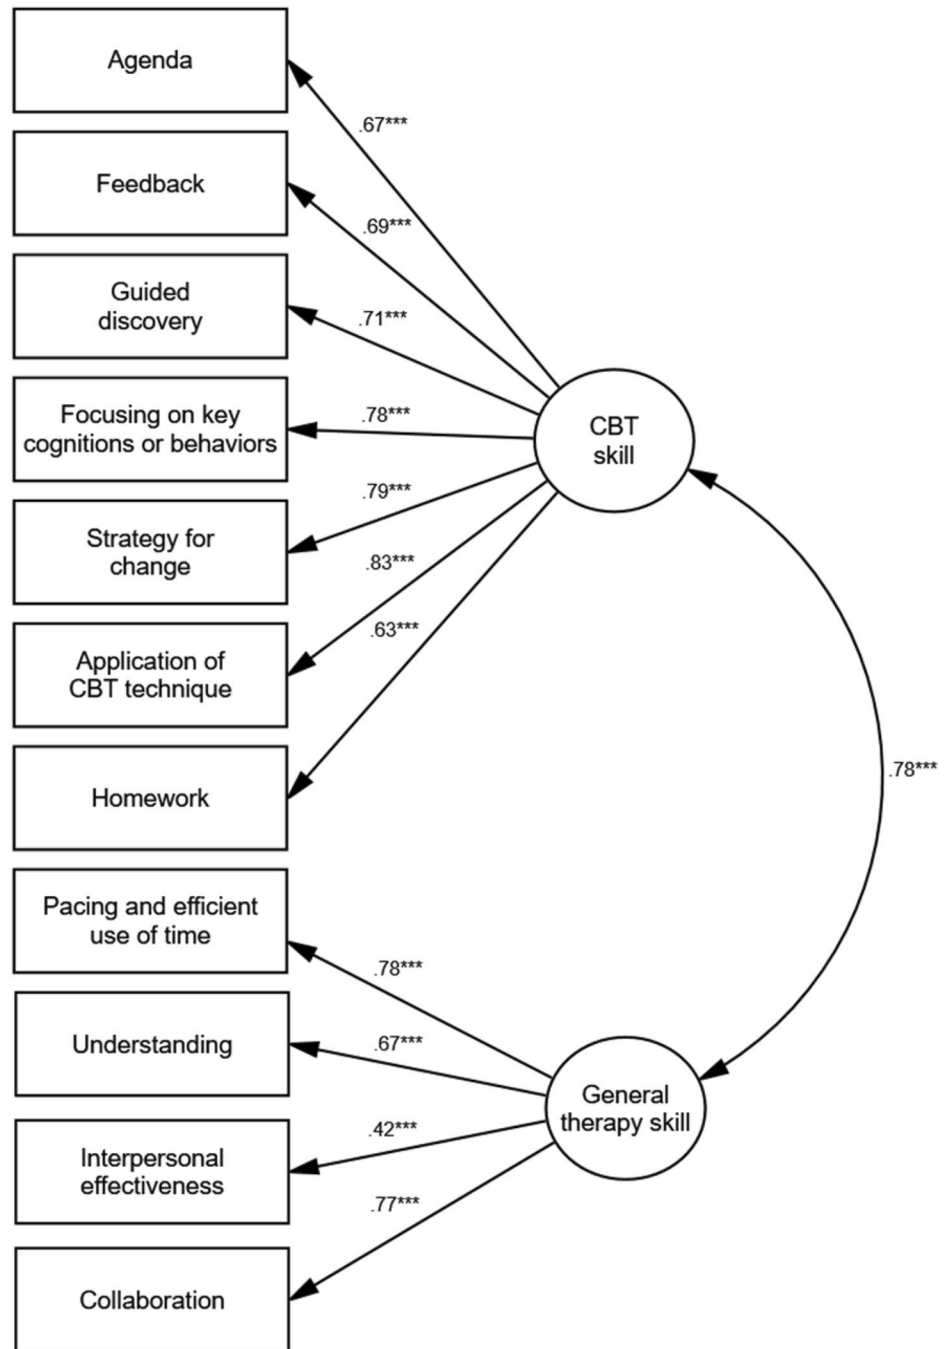 Agenda
.67***
Feedback
.69***
Guided
discovery
.71***
Focusing on key
cognitions or behaviors
.78***
CBT
skill
Strategy for
change
.79***
.83***
Application of
CBT technique
.63***
Homework
.78***
Pacing and efficient
use of time
.78***
Understanding
.67***
General
therapy skill
Interpersonal
effectiveness
.42***
.77***
Collaboration